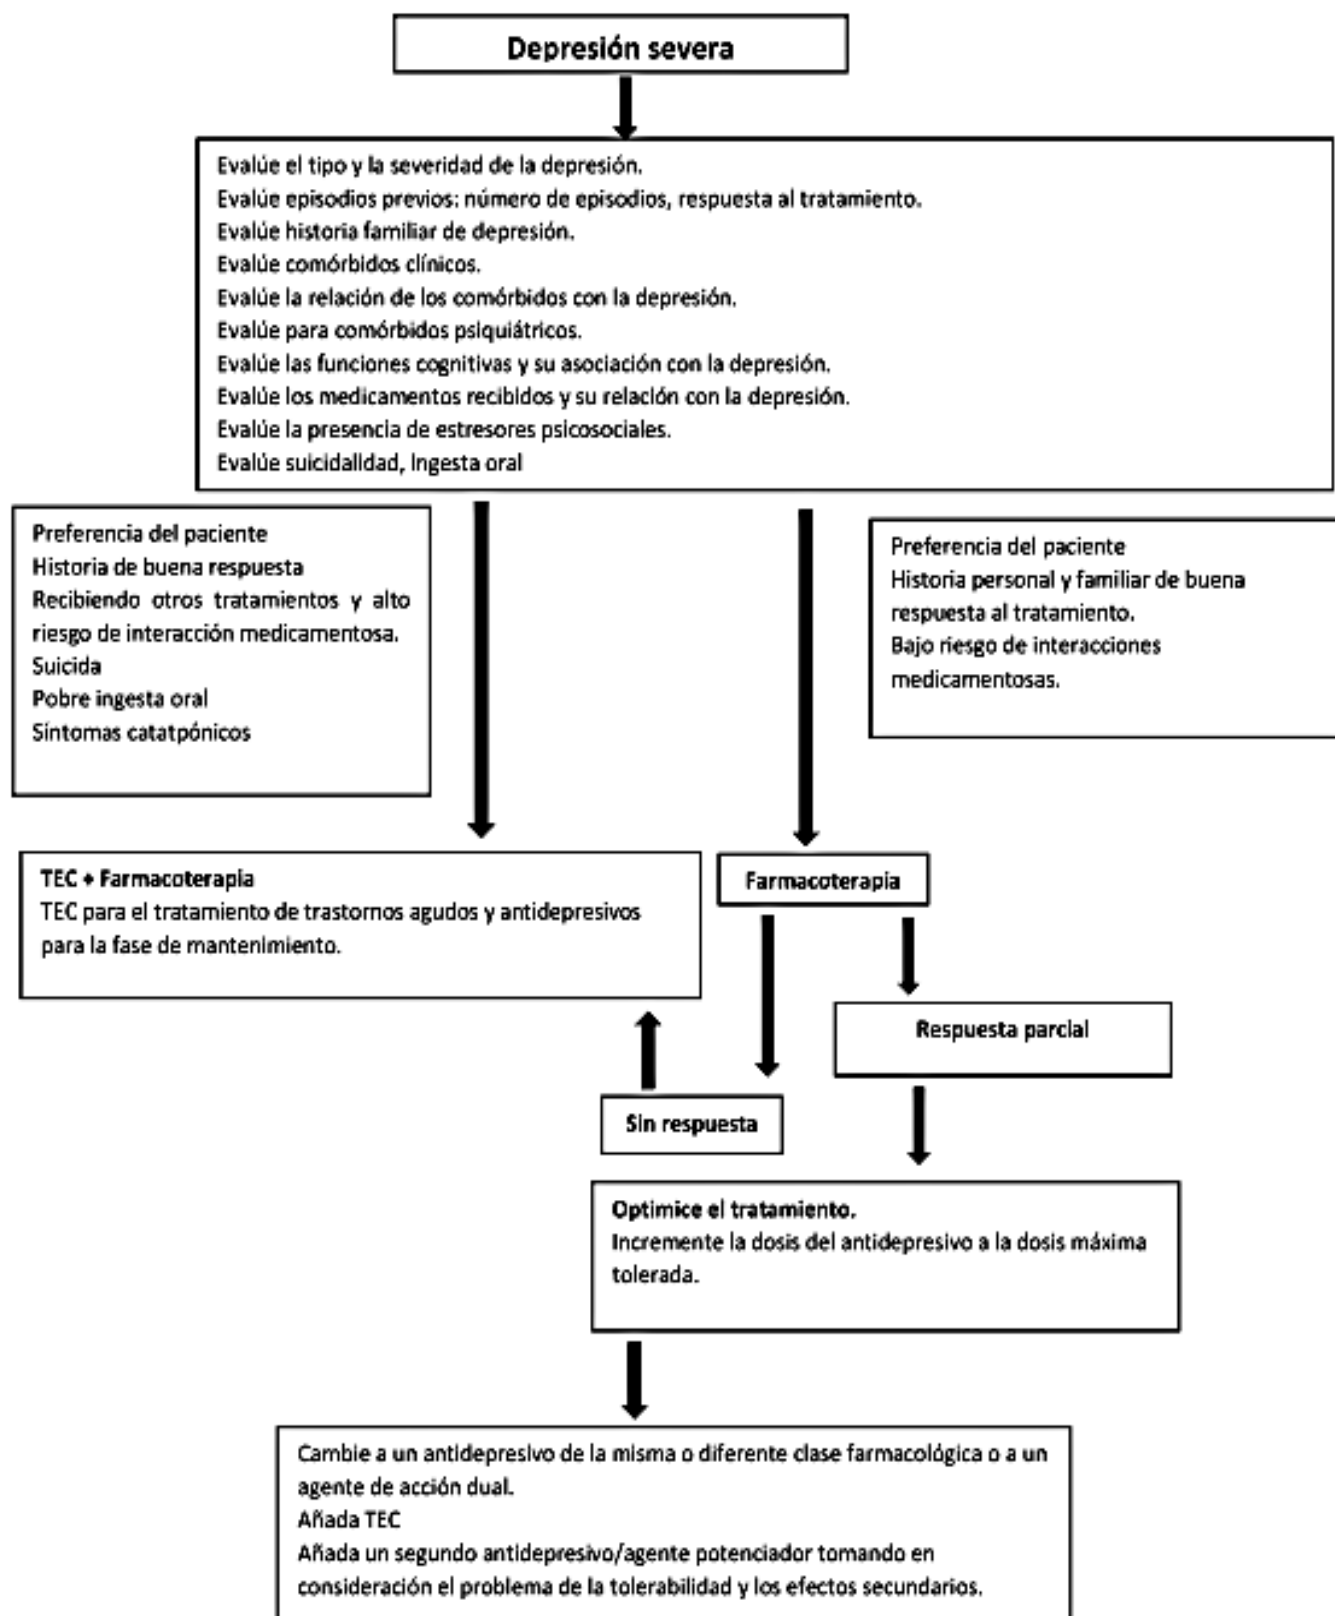 Depresión severa
Evalúe el tipo y la severidad de la depresión.
Evalúe episodios previos: número de episodios, respuesta al tratamiento.
Evalúe historia familiar de depresión.
Evalúe comórbidos clínicos.
Evalúe la relación de los comórbidos con la depresión.
Evalúe para comórbidos psiquiátricos.
Evalúe las funciones cognitivas y su asociación con la depresión.
Evalúe los medicamentos recibidos y su relación con la depresión.
Evalúe la presencia de estresores psicosociales.
Evalúe suicidalidad, ingesta oral
Preferencia del paciente
Historia de buena respuesta
Recibiendo otros tratamientos y alto
riesgo de interacción medicamentosa.
Suicida
Pobre ingesta oral
Síntomas catatpónicos
Preferencia del paciente
Historia personal y familiar de buena
respuesta al tratamiento.
Bajo riesgo de interacciones
medicamentosas.
TEC + Farmacoterapia
TEC para el tratamiento de trastornos agudos y antidepresivos
para la fase de mantenimiento.
Farmacoterapia
Respuesta parcial
Sin respuesta
Optimice el tratamiento.
Incremente la dosis del antidepresivo a la dosis máxima
tolerada.
Cambie a un antidepresivo de la misma o diferente clase farmacológica o a un
agente de acción dual.
Añada TEC
Añada un segundo antidepresivo/agente potenciador tomando en
consideración el problema de la tolerabilidad y los efectos secundarios.